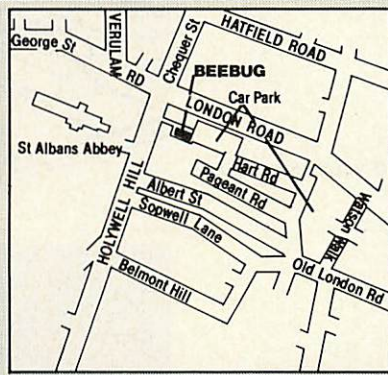 George St
VERULAM
RD
Chequer St
HATFIELD ROAD
BEEBUG
Car Park
LONDON ROAD
St Albans Abbey
HOLYWELL HILL
Hart Rd
Pageant Rd
Albert St
Sopwell Lane
Watson
Walk
Old London Rd
Belmont Hill